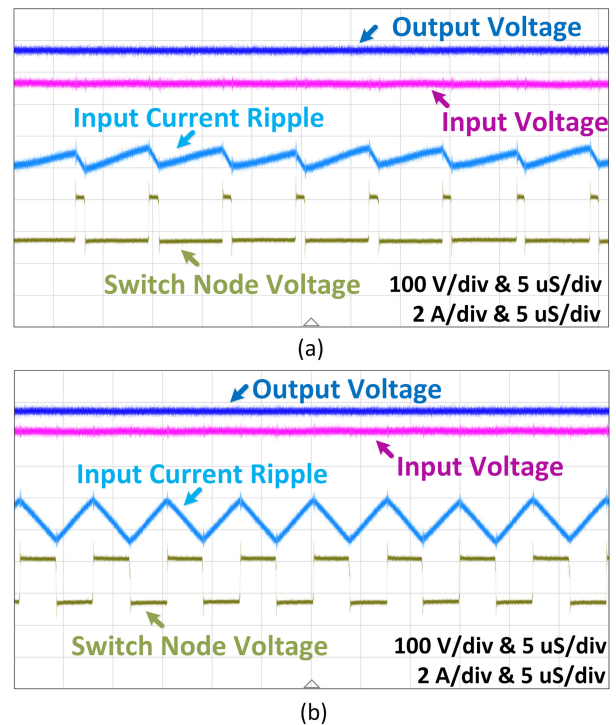 Output Voltage
Input Current Ripple
Input Voltage
Switch Node Voltage
100 V/div & 5 uS/div
2 A/div & 5 uS/div
(a)
Output Voltage
Input Current Ripple
Input Voltage
Switch Node Voltage
100 V/div & 5 uS/div
2 A/div & 5 uS/div
(b)